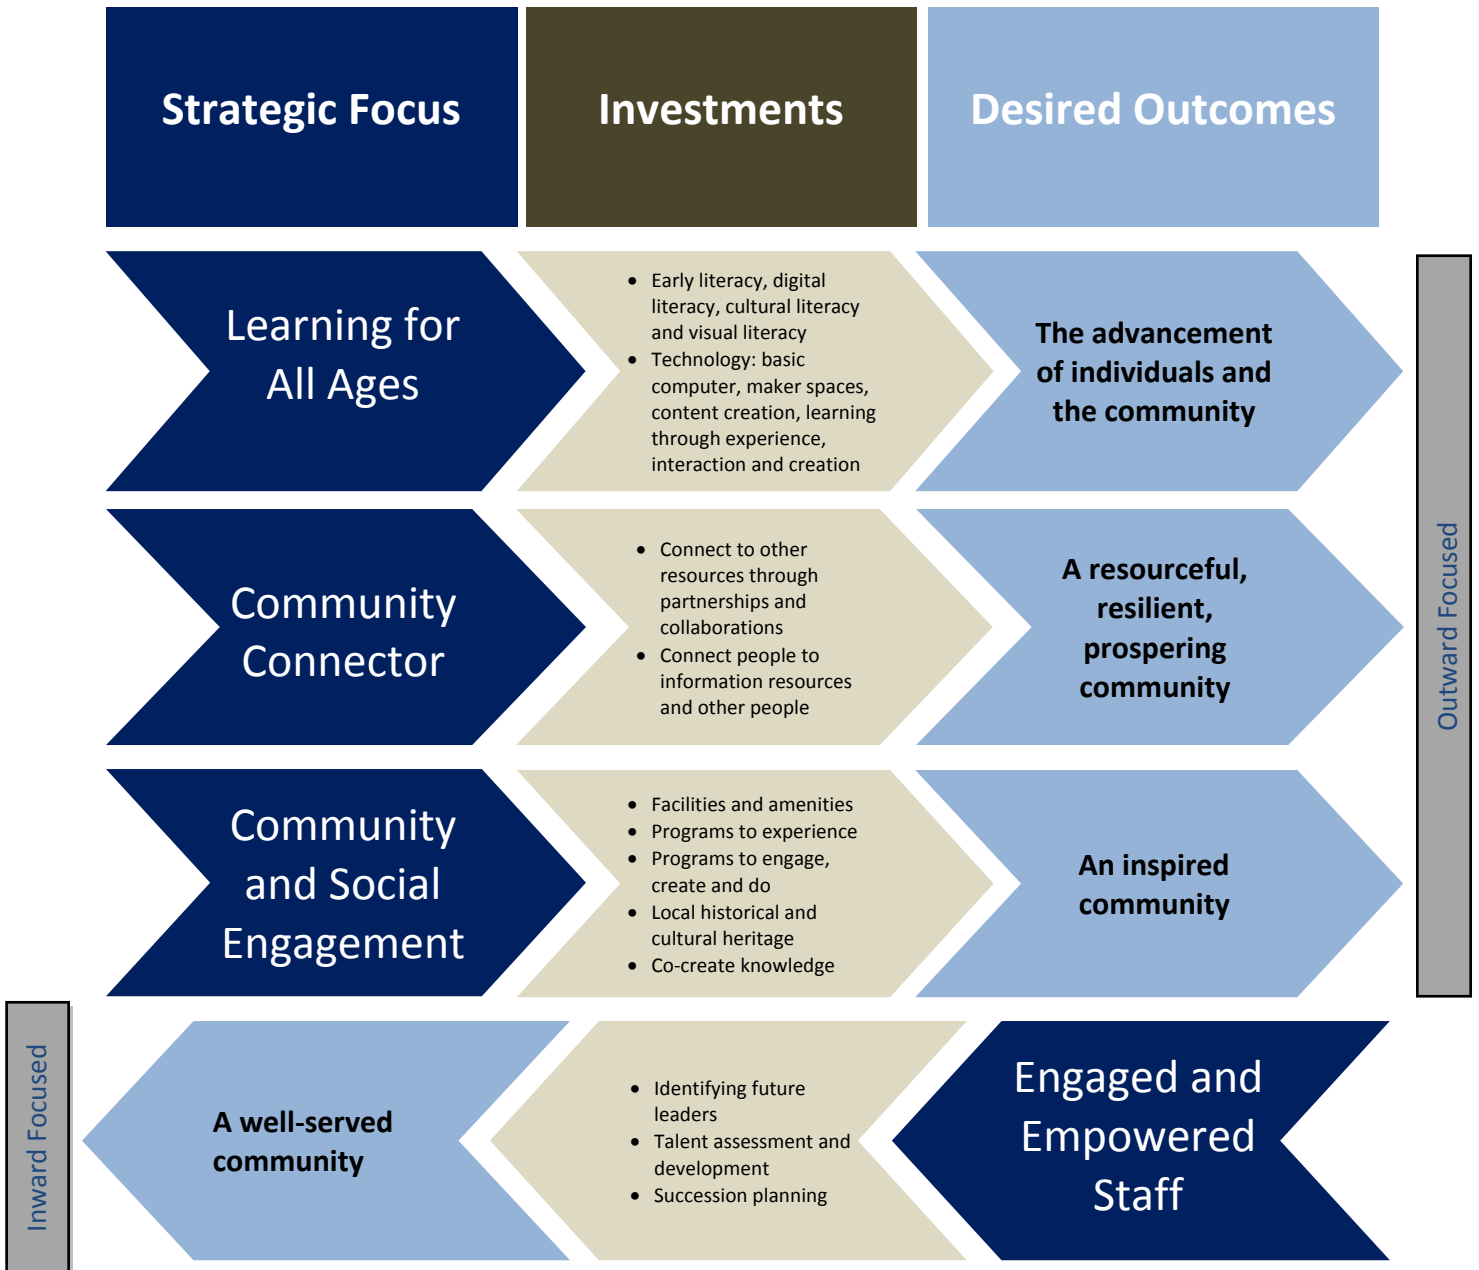 Strategic Focus
Investments
Desired Outcomes
Learning for
All Ages
• Early literacy, digital
literacy, cultural literacy
and visual literacy
• Technology: basic
computer, maker spaces,
content creation, learning
through experience,
interaction and creation
The advancement
of individuals and
the community
Community
Connector
• Connect to other
resources through
partnerships and
collaborations
• Connect people to
information resources
and other people
A resourceful,
resilient,
prospering
community
Community
and Social
Engagement
• Facilities and amenities
• Programs to experience
• Programs to engage,
create and do
• Local historical and
cultural heritage
• Co-create knowledge
An inspired
community
Outward Focused
Inward Focused
A well-served
community
• Identifying future
leaders
• Talent assessment and
development
• Succession planning
Engaged and
Empowered
Staff